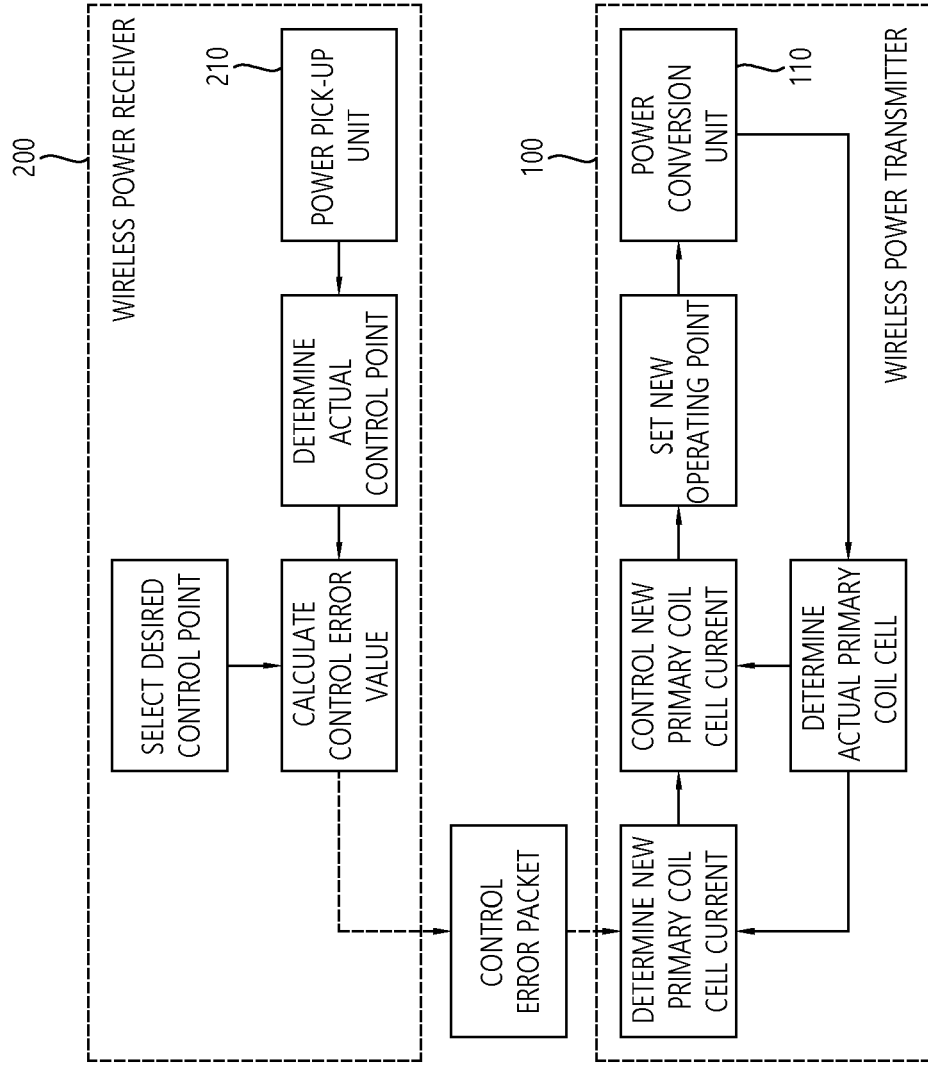 200
WIRELESS POWER RECEIVER
SELECT DESIRED
CONTROL POINT
CALCULATE
CONTROL ERROR
VALUE
DETERMINE
ACTUAL
CONTROL POINT
POWER PICK-UP
UNIT
210
CONTROL
ERROR PACKET
100
DETERMINE NEW
PRIMARY COIL
CELL CURRENT
CONTROL NEW
PRIMARY COIL
CELL CURRENT
SET NEW
OPERATING POINT
POWER
CONVERSION
UNIT
110
DETERMINE
ACTUAL PRIMARY
COIL CELL
WIRELESS POWER TRANSMITTER